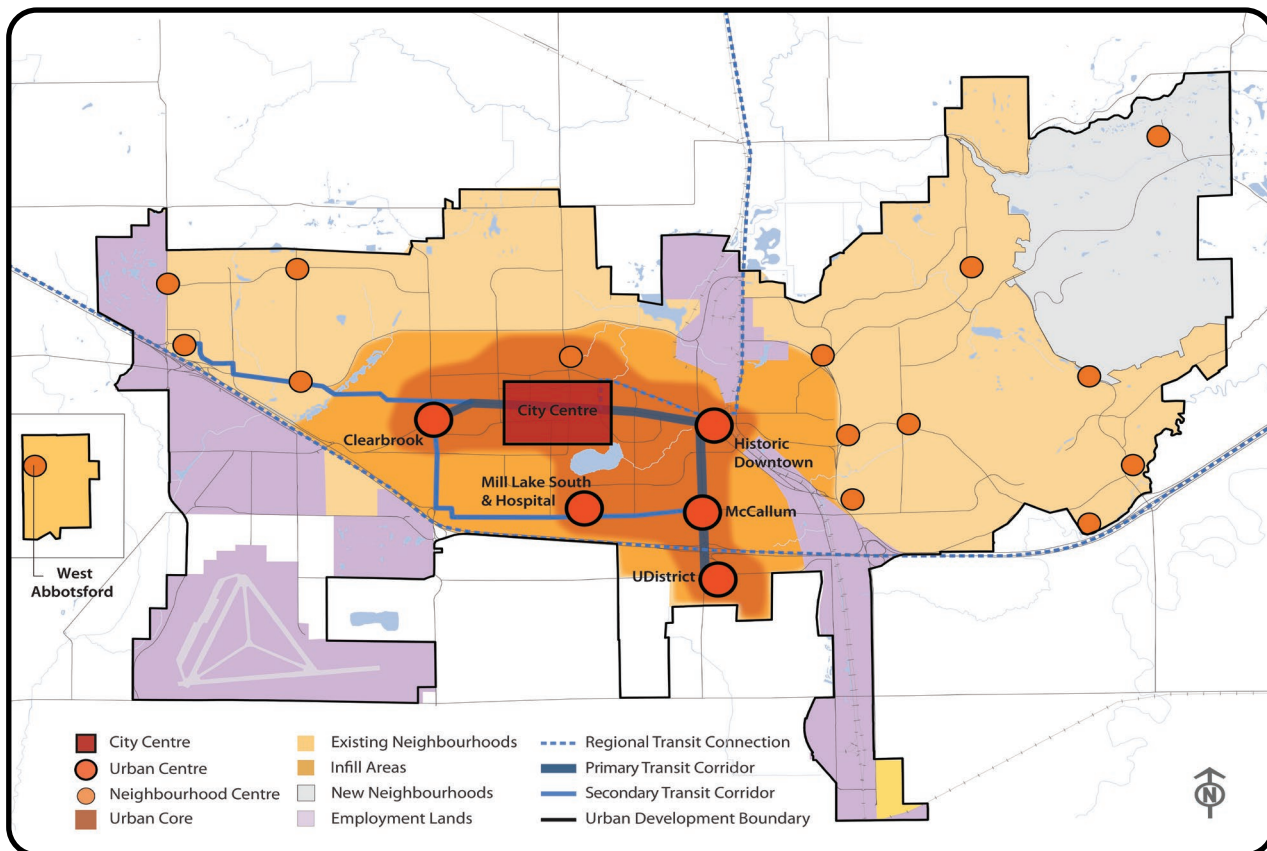 City Centre
Clearbrook
Historic
Downtown
Mill Lake South
& Hospital
McCallum
UDistrict
West
Abbotsford
City Centre
Urban Centre
Neighbourhood Centre
Urban Core
Existing Neighbourhoods
Infill Areas
New Neighbourhoods
Employment Lands
Regional Transit Connection
Primary Transit Corridor
Secondary Transit Corridor
Urban Development Boundary
N